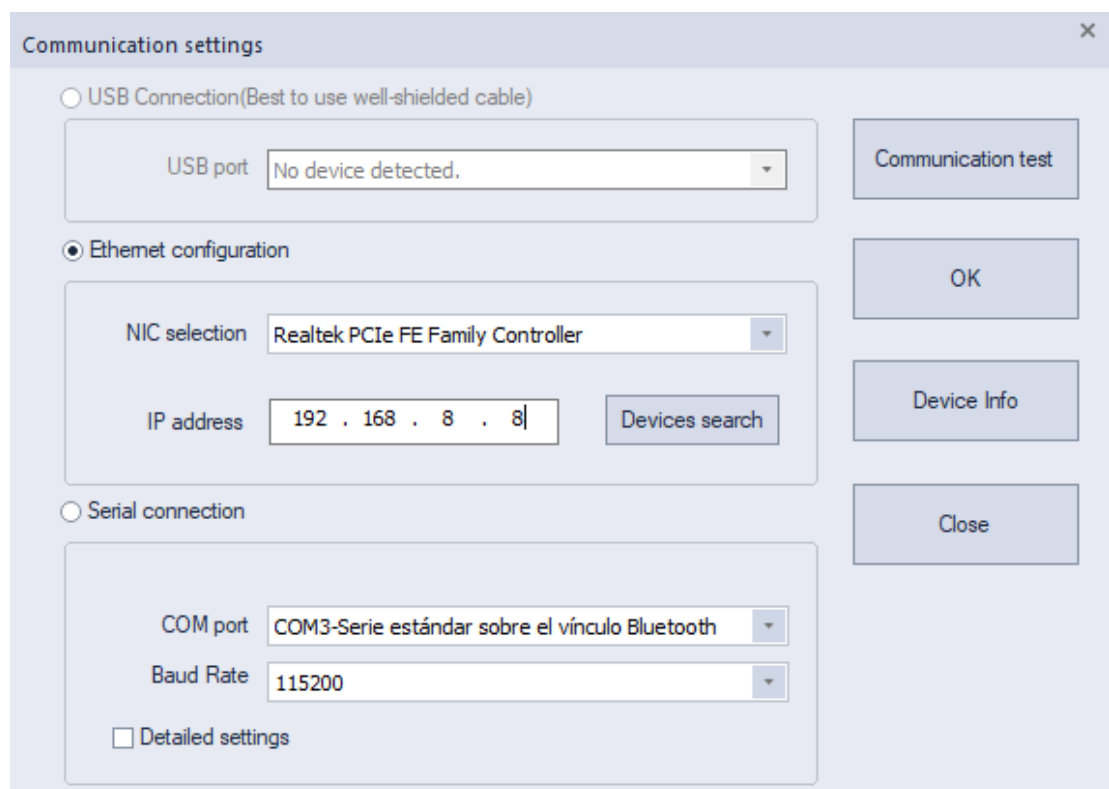 Communication settings
USB Connection(Best to use well-shielded cable)
USB port No device detected.
Communication test
Ethernet configuration
OK
NIC selection Realtek PCIe FE Family Controller
IP address 192 . 168 . 8 . 8 Devices search
Device Info
Serial connection
Close
COM port COM3-Serie estándar sobre el vínculo Bluetooth
Baud Rate 115200
Detailed settings